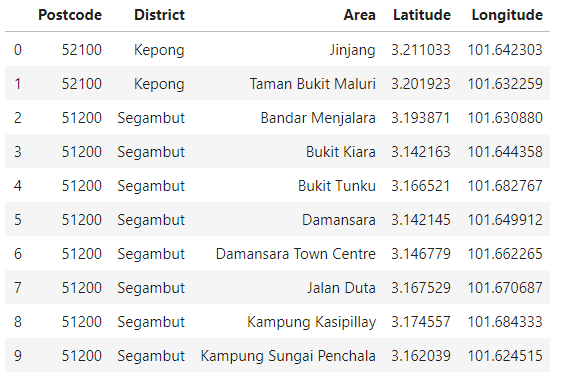 Postcode District Area Latitude Longitude
0 52100 Kepong Jinjang 3.211033 101.642303
1 52100 Kepong Taman Bukit Maluri 3.201923 101.632259
2 51200 Segambut Bandar Menjalara 3.193871 101.630880
3 51200 Segambut Bukit Kiara 3.142163 101.644358
4 51200 Segambut Bukit Tunku 3.166521 101.682767
5 51200 Segambut Damansara 3.142145 101.649912
6 51200 Segambut Damansara Town Centre 3.146779 101.662265
7 51200 Segambut Jalan Duta 3.167529 101.670687
8 51200 Segambut Kampung Kasipillay 3.174557 101.684333
9 51200 Segambut Kampung Sungai Penchala 3.162039 101.624515